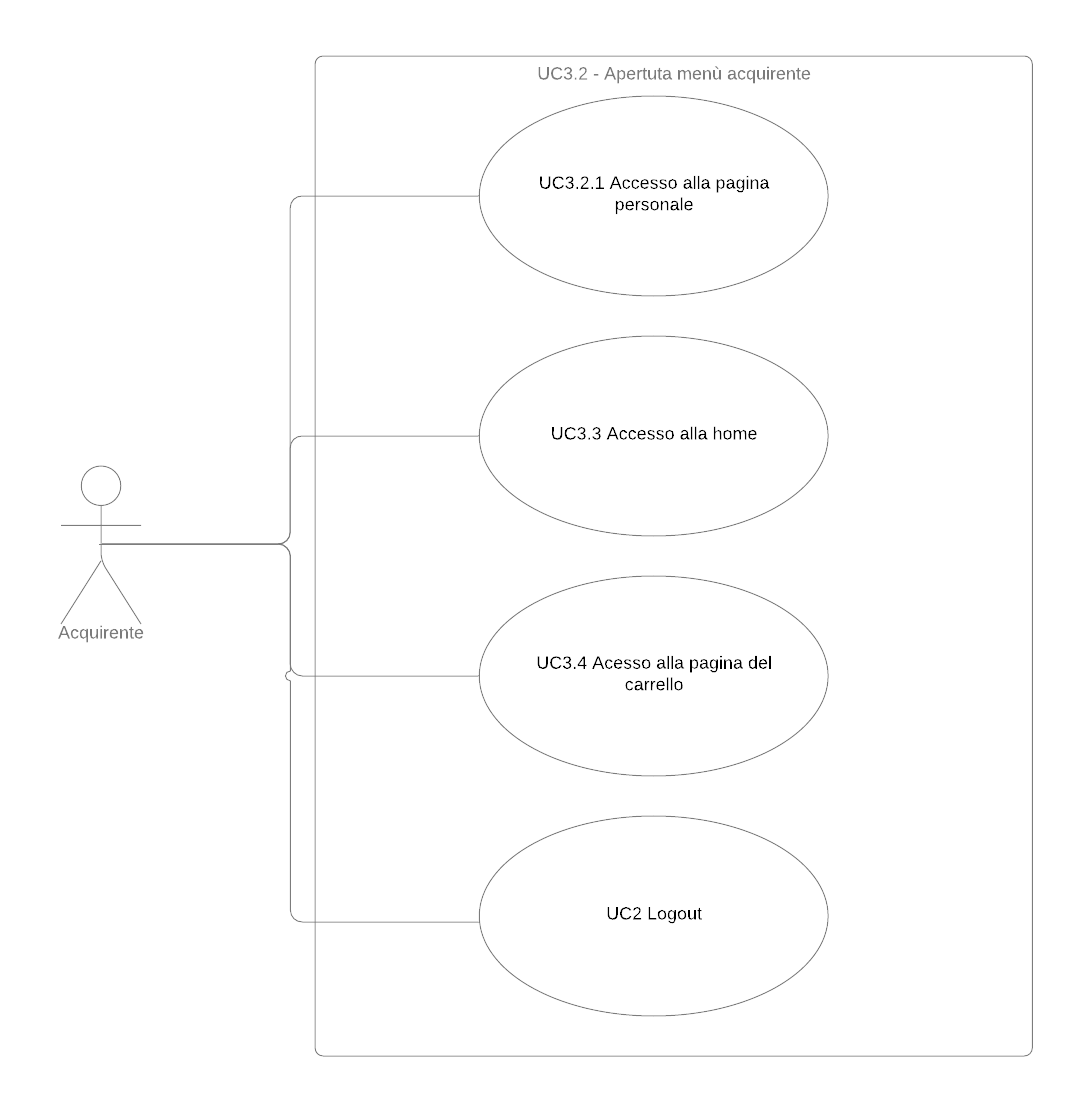 UC3.2 - Apertuta menù acquirente
UC3.2.1 Accesso alla pagina
personale
UC3.3 Accesso alla home
Acquirente
UC3.4 Acesso alla pagina del
carrello
UC2 Logout